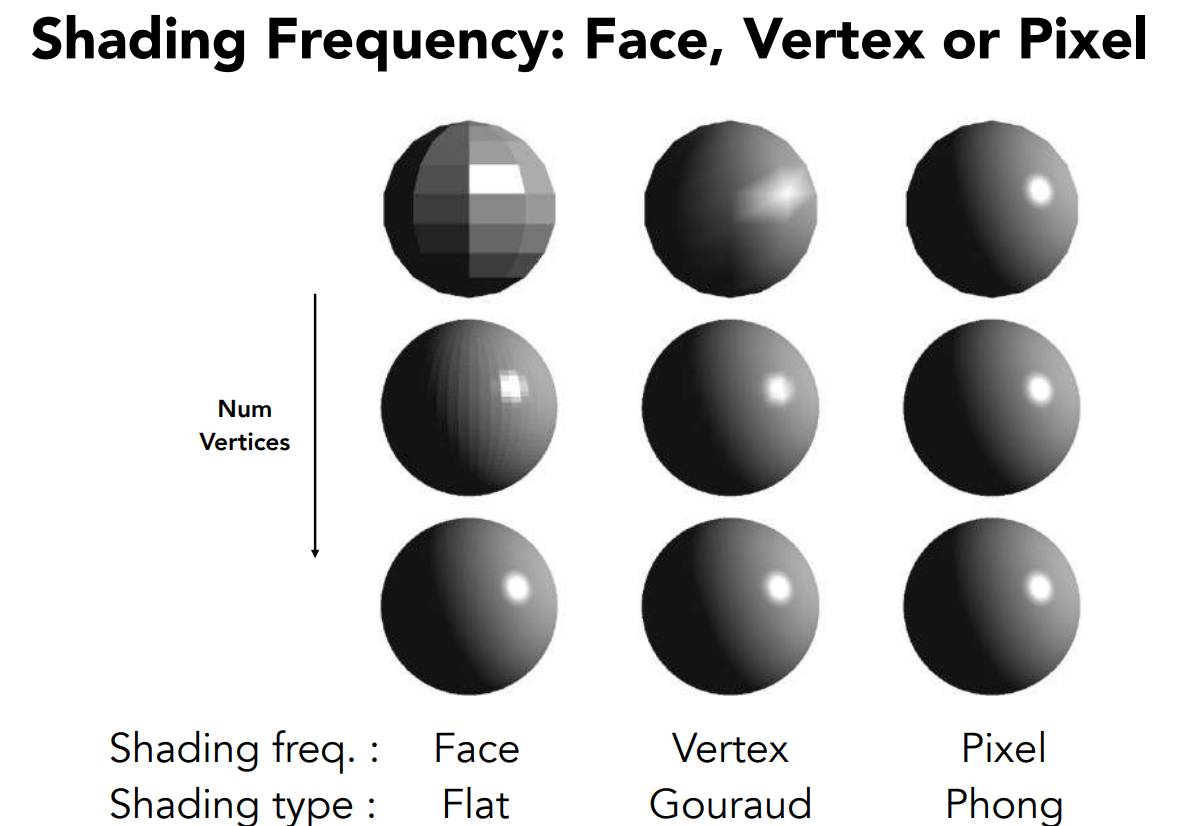 Shading Frequency: Face, Vertex or Pixel
Num
Vertices
Shading freq. : Face Vertex Pixel
Shading type : Flat Gouraud Phong